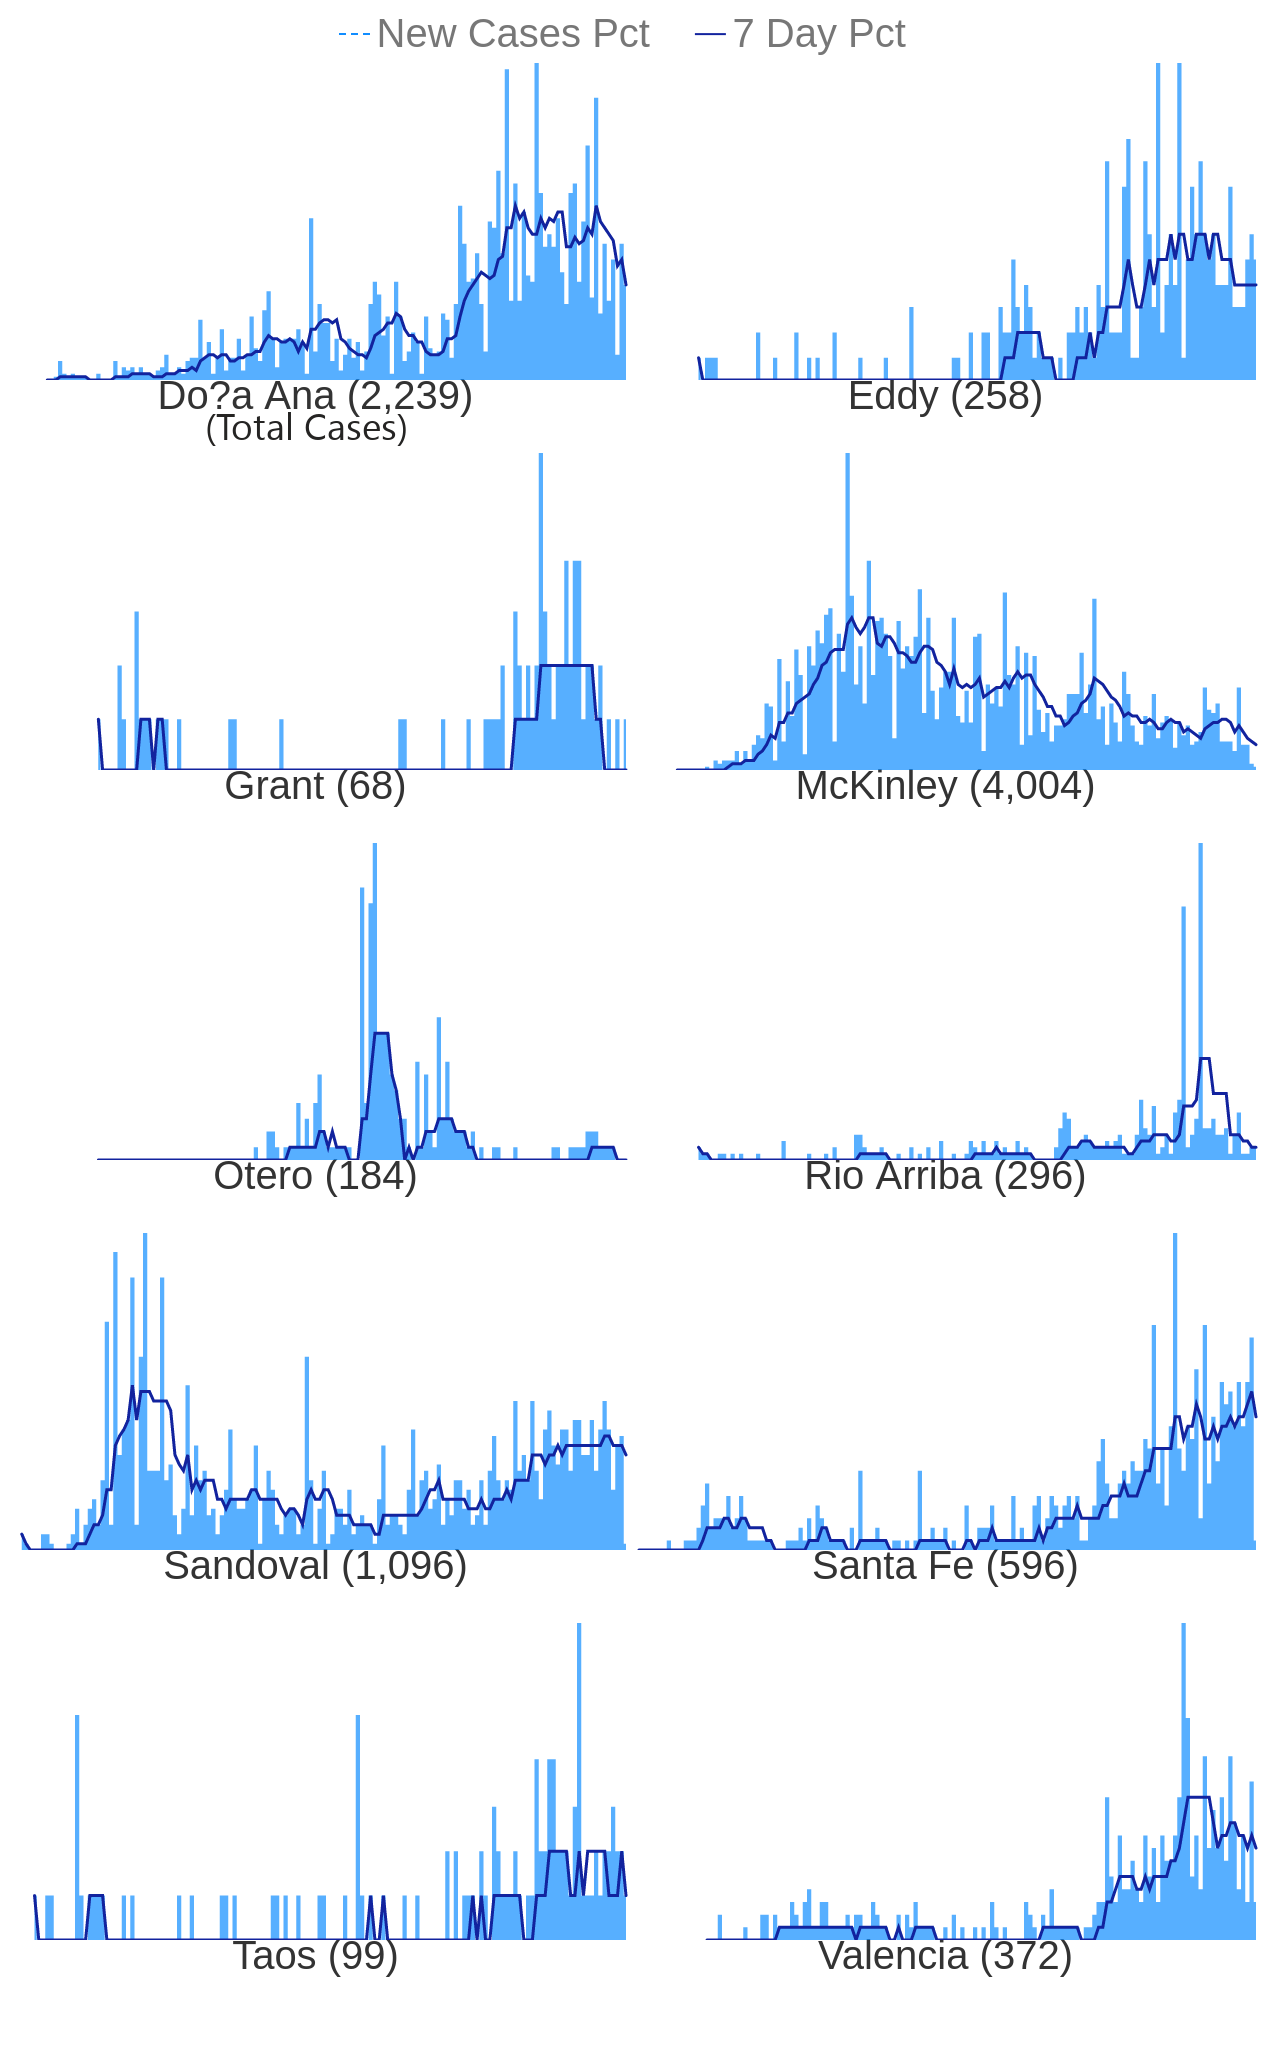 New Cases Pct 7 Day Pct
Do?a Ana (2,239) Eddy (258)
(Total Cases)
Grant (68) McKinley (4,004)
Otero (184) Rio Arriba (296)
Sandoval (1,096) Santa Fe (596)
Taos (99) Valencia (372)